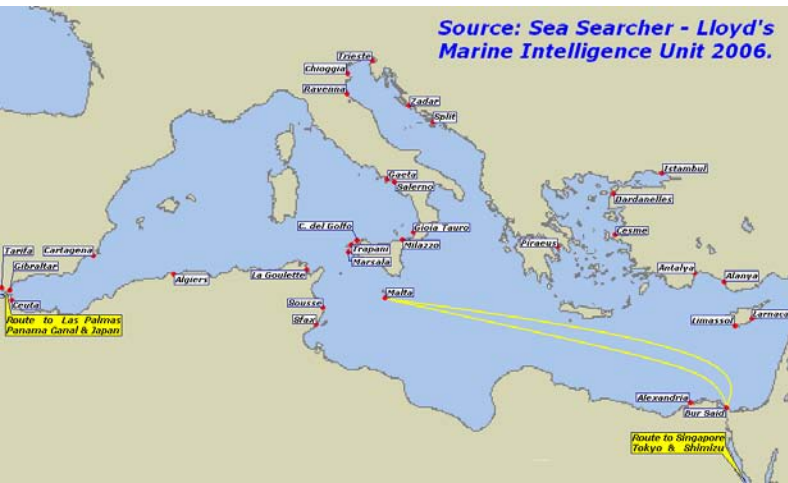 Source: Sea Searcher - Lloyd's
Marine Intelligence Unit 2006.
Trieste
Chioggia
Ravenna
Zadar
Split
Istambul
Gaeta
Salerno
Dardanelles
C. del Golfo
Gioia Tauro
Cesme
Tarifa
Cartagena
Trapani
Milazzo
Piraeus
Marsala
Gibraltar
La Goulette
Antalya
Algiers
Alanya
Malta
Ceuta
Sousse
Larnaca
Route to Las Palmas
Panama Canal & Japan
Sfax
Limassol
Alexandria
Bur Said
Route to Singapore
Tokyo & Shimizu